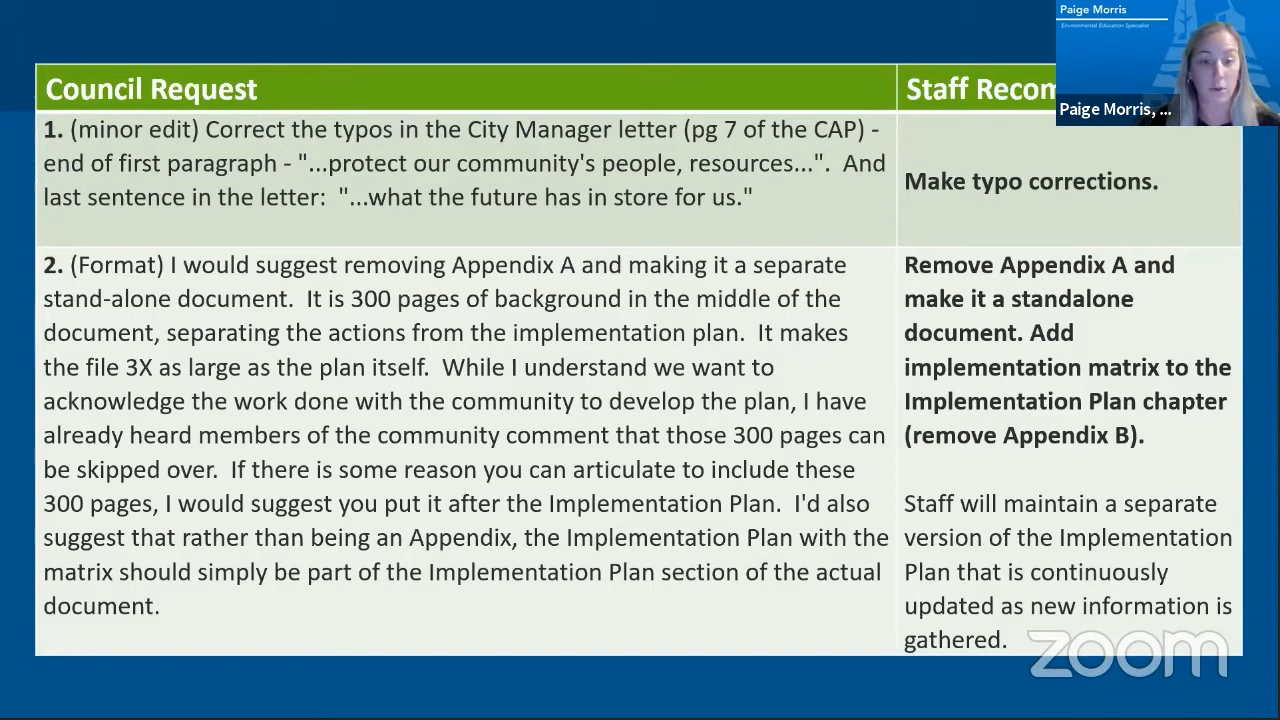 Paige Morris
Environmental Education Specialist
Paige Morris, ...
Council Request
Staff Recom
1. (minor edit) Correct the typos in the City Manager letter (pg 7 of the CAP) -
end of first paragraph - "...protect our community's people, resources...".  And
last sentence in the letter:  "...what the future has in store for us."
Make typo corrections.
2. (Format) I would suggest removing Appendix A and making it a separate
stand-alone document.  It is 300 pages of background in the middle of the
document, separating the actions from the implementation plan.  It makes
the file 3X as large as the plan itself.  While I understand we want to
acknowledge the work done with the community to develop the plan, I have
already heard members of the community comment that those 300 pages can
be skipped over.  If there is some reason you can articulate to include these
300 pages, I would suggest you put it after the Implementation Plan.  I'd also
suggest that rather than being an Appendix, the Implementation Plan with the
matrix should simply be part of the Implementation Plan section of the actual
document.
Remove Appendix A and
make it a standalone
document. Add
implementation matrix to the
Implementation Plan chapter
(remove Appendix B).
Staff will maintain a separate
version of the Implementation
Plan that is continuously
updated as new information is
gathered.
zoom